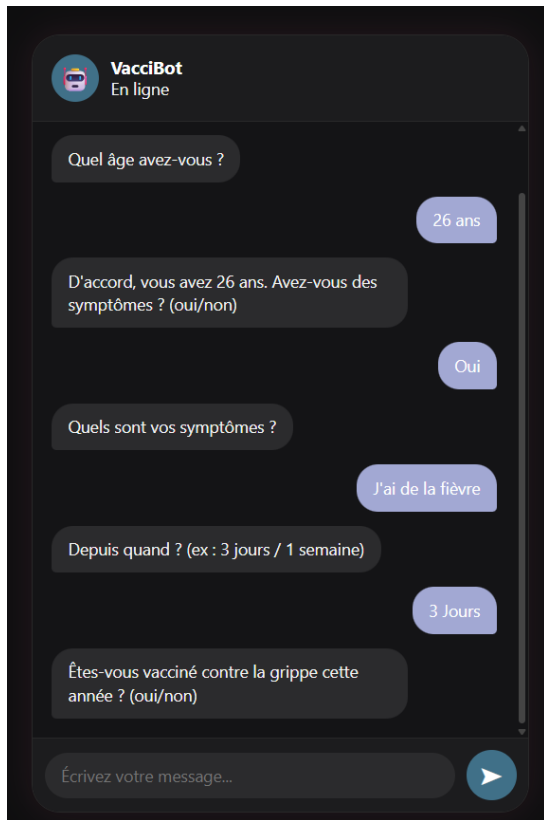 VacciBot
En ligne
Quel âge avez-vous ?
26 ans
D'accord, vous avez 26 ans. Avez-vous des
symptômes ? (oui/non)
Oui
Quels sont vos symptômes ?
J'ai de la fièvre
Depuis quand ? (ex : 3 jours / 1 semaine)
3 Jours
Êtes-vous vacciné contre la grippe cette
année ? (oui/non)
Écrivez votre message...